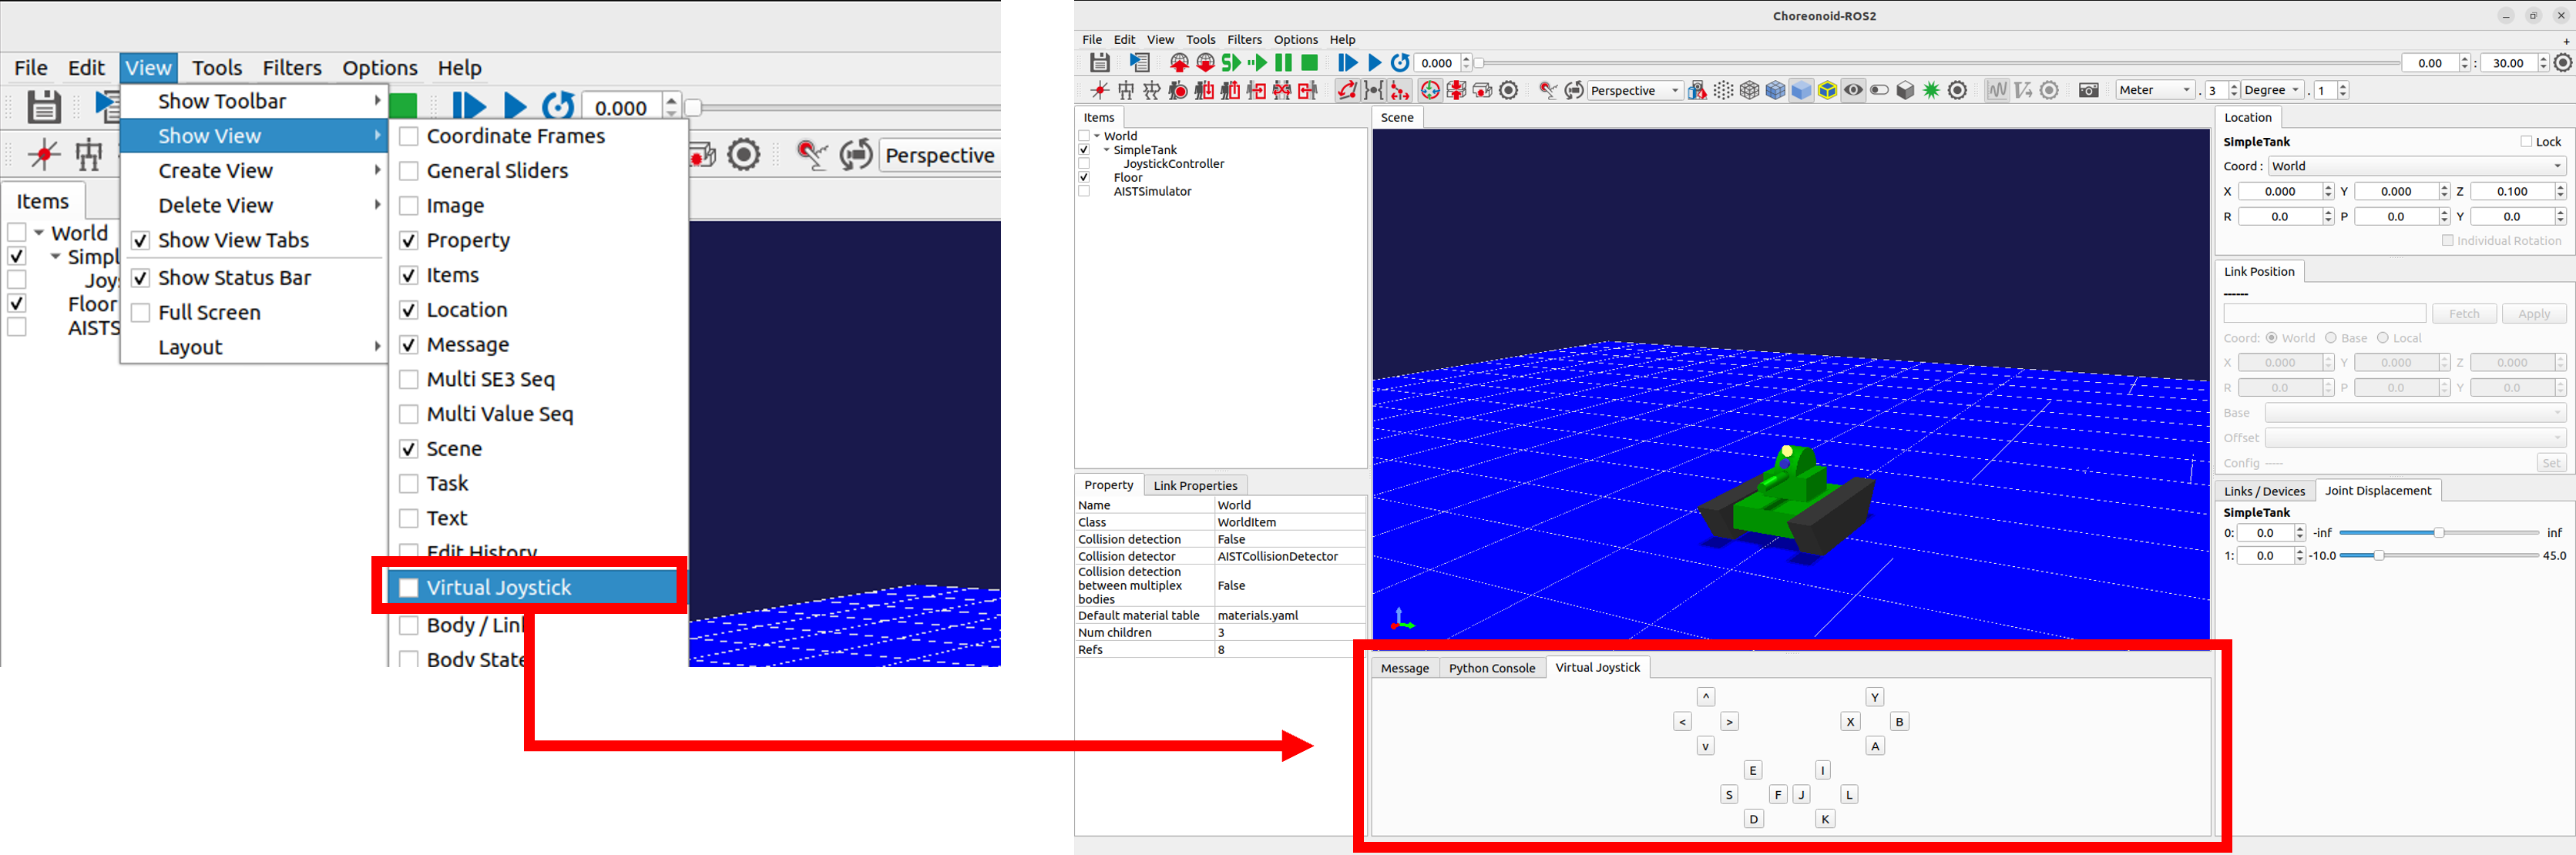 File Edit View Tools Filters Options Help
0.000
Perspective
Items
World
Simpl
Joys
Floor
AISTS
Show Toolbar
Show View
Create View
Delete View
Show View Tabs
Show Status Bar
Full Screen
Layout
Coordinate Frames
General Sliders
Image
Property
Items
Location
Message
Multi SE3 Seq
Multi Value Seq
Scene
Task
Text
Edit History
Virtual Joystick
Body / Link
Body State
Choreonoid-ROS2
File Edit View Tools Filters Options Help
0.000 0.00 : 30.00
Perspective Meter . 3 Degree . 1
Items
World
SimpleTank
JoystickController
Floor
AISTSimulator
Property Link Properties
Name World
Class WorldItem
Collision detection False
Collision detector AISTCollisionDetector
Collision detection
between multiplex False
bodies
Default material table materials.yaml
Num children 3
Refs 8
Scene
Message Python Console Virtual Joystick
^ Y
< > X B
v A
E I
S F J L
D K
Location
SimpleTank Lock
Coord : World
X 0.000 Y 0.000 Z 0.100
R 0.0 P 0.0 Y 0.0
Individual Rotation
Link Position
------
Fetch Apply
Coord: World Base Local
X 0.000 Y 0.000 Z 0.000
R 0.0 P 0.0 Y 0.0
Base
Offset
Config ----- Set
Links / Devices Joint Displacement
SimpleTank
0: 0.0 -inf inf
1: 0.0 -10.0 45.0